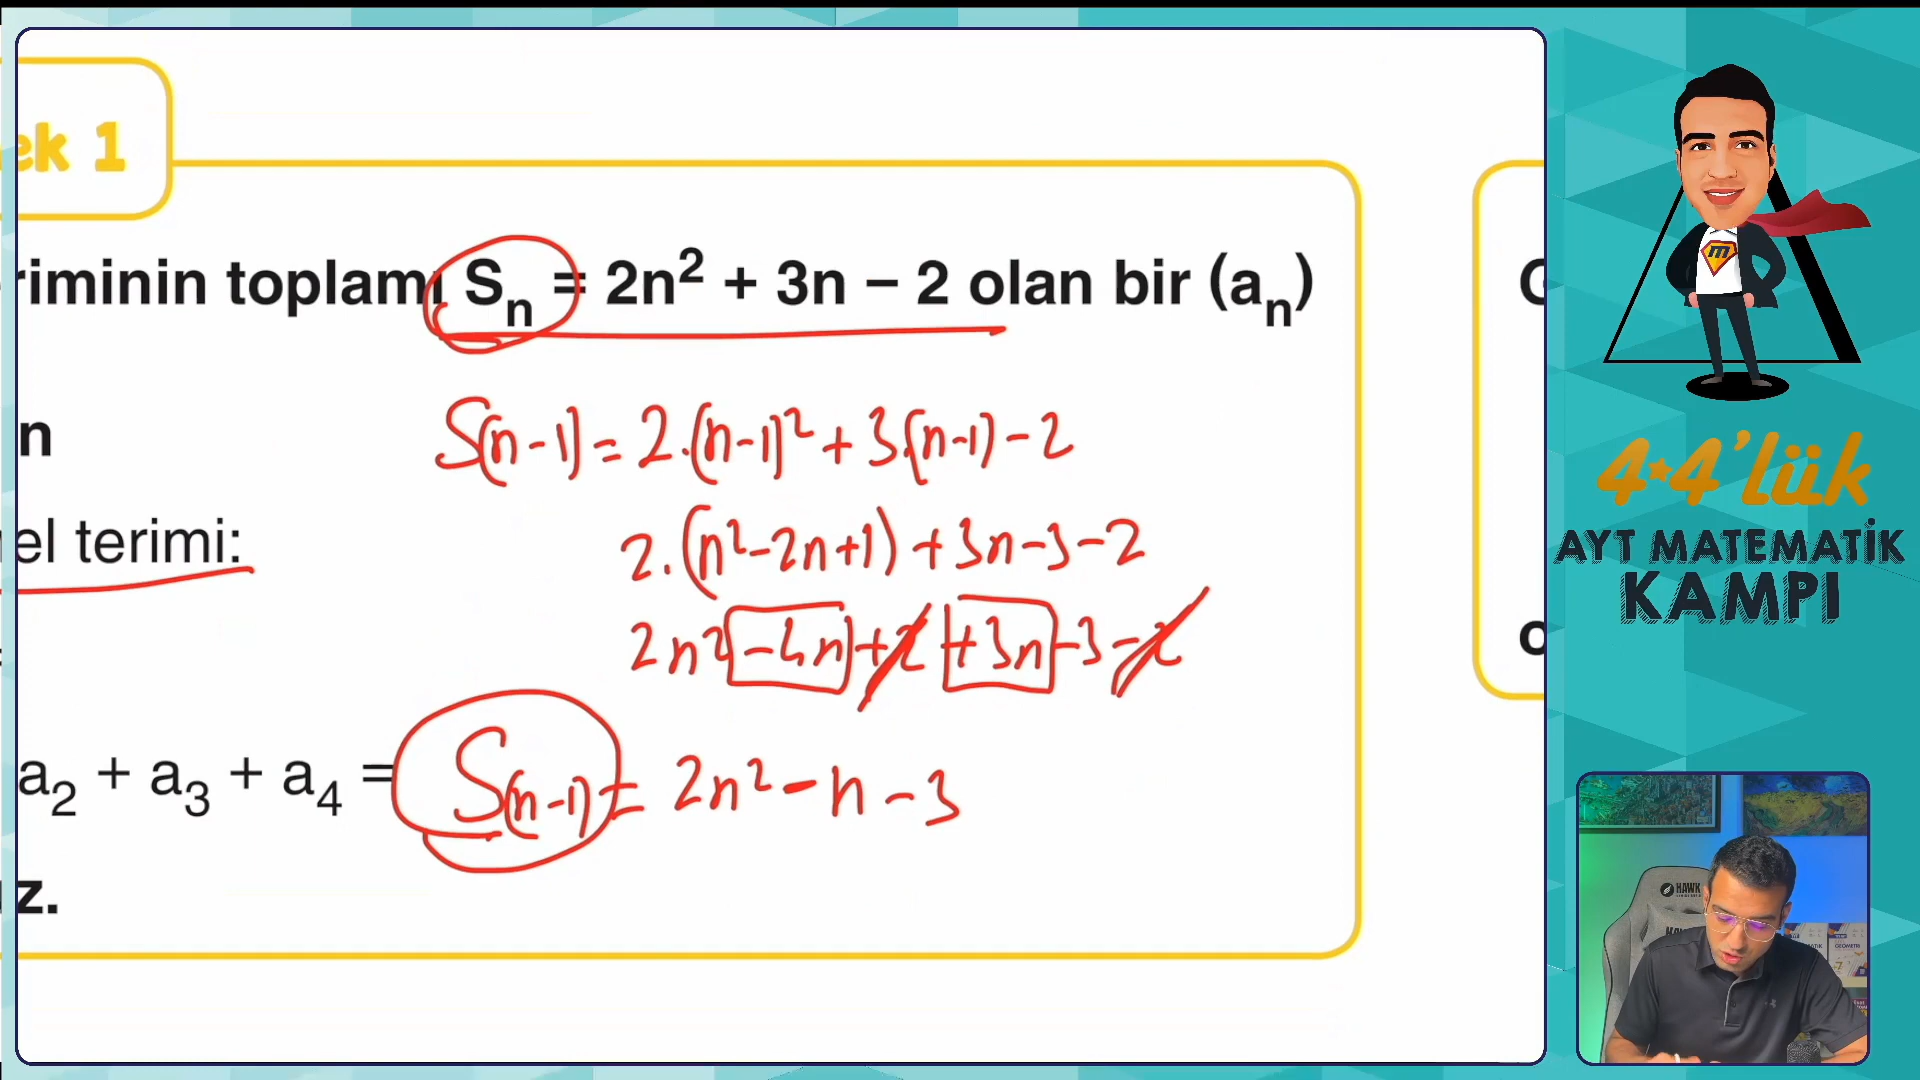 ek 1
riminin toplamı Sₙ = 2n² + 3n – 2 olan bir (aₙ)
S(n-1) = 2.(n-1)² + 3.(n-1) - 2
n
2.(n²-2n+1) + 3n-3-2
el terimi:
2n² -4n +2 +3n -3 -2
a₂ + a₃ + a₄ =
S(n-1) = 2n² - n - 3
z.
4*4'lük
AYT MATEMATİK
KAMPI
m
HAWK
GEOMETRİ